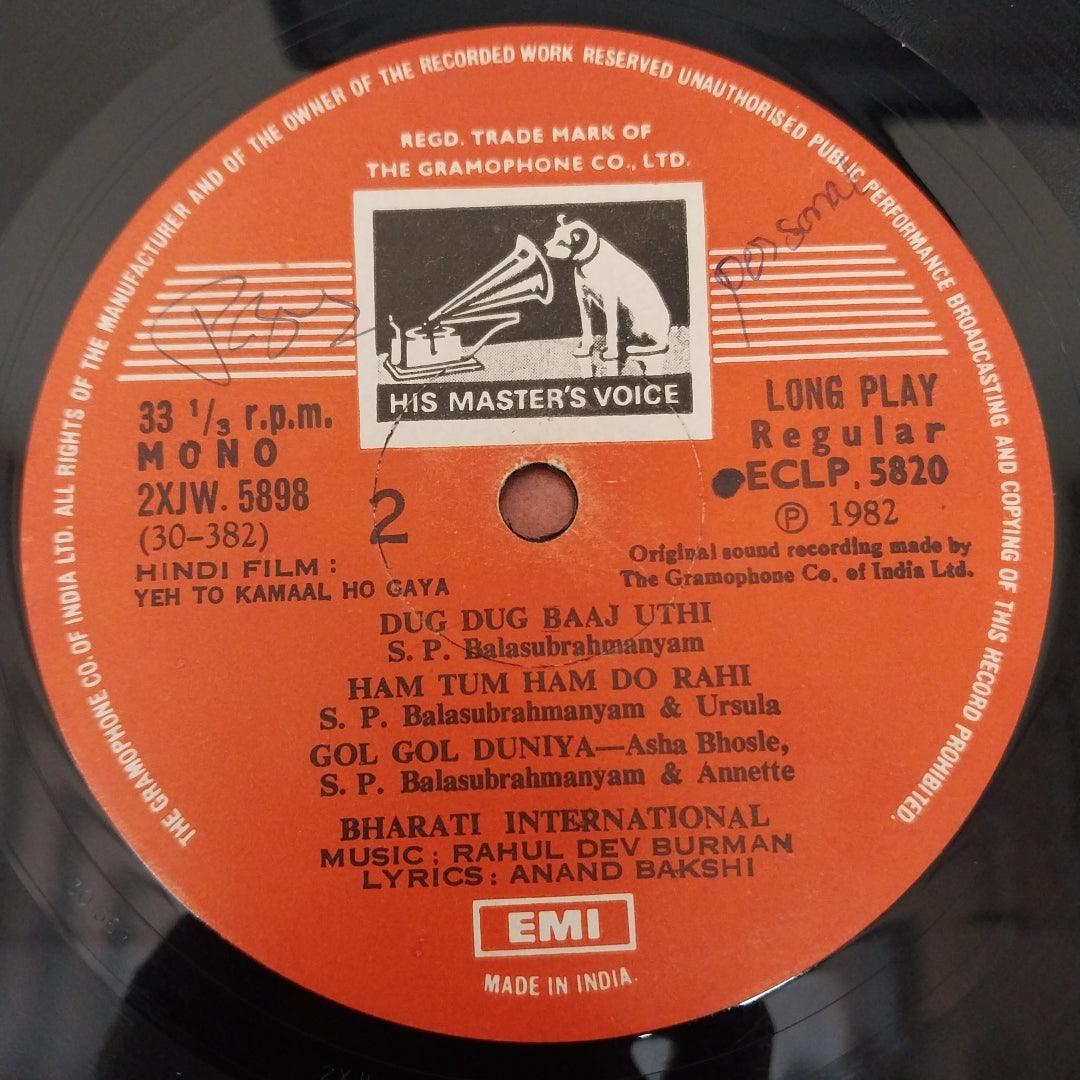 THE GRAMOPHONE CO. OF INDIA LTD. ALL RIGHTS OF THE MANUFACTURER AND OF THE OWNER OF THE RECORDED WORK RESERVED UNAUTHORISED PUBLIC PERFORMANCE BROADCASTING AND COPYING OF THIS RECORD PROHIBITED.
REGD. TRADE MARK OF
THE GRAMOPHONE CO., LTD.
personal
HIS MASTER'S VOICE
33 1/3 r.p.m.
MONO
2XJW. 5898
(30-382)
2
LONG PLAY
Regular
ECLP. 5820
Ⓟ 1982
Original sound recording made by
The Gramophone Co. of India Ltd.
HINDI FILM :
YEH TO KAMAAL HO GAYA
DUG DUG BAAJ UTHI
S. P. Balasubrahmanyam
HAM TUM HAM DO RAHI
S. P. Balasubrahmanyam & Ursula
GOL GOL DUNIYA—Asha Bhosle,
S. P. Balasubrahmanyam & Annette
BHARATI INTERNATIONAL
MUSIC : RAHUL DEV BURMAN
LYRICS : ANAND BAKSHI
EMI
MADE IN INDIA.